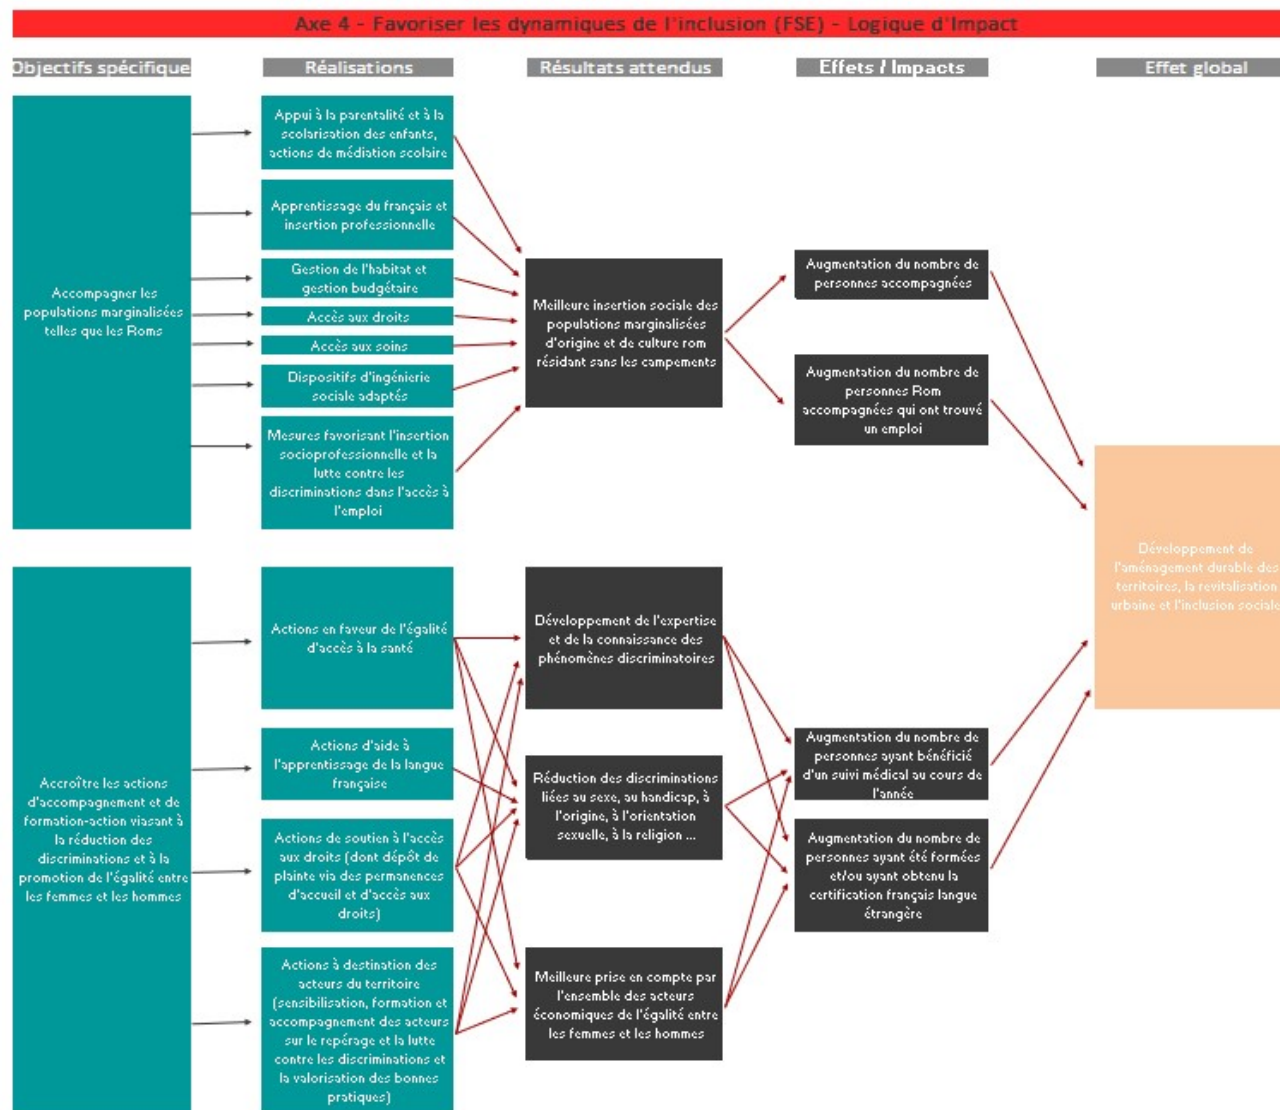 Axe 4 - Favoriser les dynamiques de l'inclusion (FSE) - Logique d'Impact
Objectifs spécifique
Réalisations
Résultats attendus
Effets / Impacts
Effet global
Accompagner les
populations marginalisées
telles que les Roms
Appui à la parentalité et à la
scolarisation des enfants,
actions de médiation scolaire
Apprentissage du français et
insertion professionnelle
Gestion de l'habitat et
gestion budgétaire
Accès aux droits
Accès aux soins
Dispositifs d'ingénierie
sociale adaptés
Mesures favorisant l'insertion
socioprofessionnelle et la
lutte contre les
discriminations dans l'accès à
l'emploi
Meilleure insertion sociale des
populations marginalisées
d'origine et de culture rom
résidant sans les campements
Augmentation du nombre de
personnes accompagnées
Augmentation du nombre de
personnes Rom
accompagnées qui ont trouvé
un emploi
Développement de
l'aménagement durable des
territoires, la revitalisation
urbaine et l'inclusion sociale
Accroître les actions
d'accompagnement et de
formation-action viasant à
la réduction des
discriminations et à la
promotion de l'égalité entre
les femmes et les hommes
Actions en faveur de l'égalité
d'accès à la santé
Actions d'aide à
l'apprentissage de la langue
française
Actions de soutien à l'accès
aux droits (dont dépôt de
plainte via des permanences
d'accueil et d'accès aux
droits)
Actions à destination des
acteurs du territoire
(sensibilisation, formation et
accompagnement des acteurs
sur le repérage et la lutte
contre les discriminations et
la valorisation des bonnes
pratiques)
Développement de l'expertise
et de la connaissance des
phénomènes discriminatoires
Réduction des discriminations
liées au sexe, au handicap, à
l'origine, à l'orientation
sexuelle, à la religion ...
Meilleure prise en compte par
l'ensemble des acteurs
économiques de l'égalité entre
les femmes et les hommes
Augmentation du nombre de
personnes ayant bénéficié
d'un suivi médical au cours de
l'année
Augmentation du nombre de
personnes ayant été formées
et/ou ayant obtenu la
certification français langue
étrangère